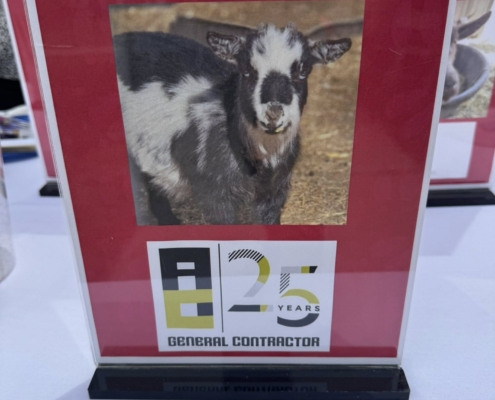 25
YEARS
GENERAL CONTRACTOR